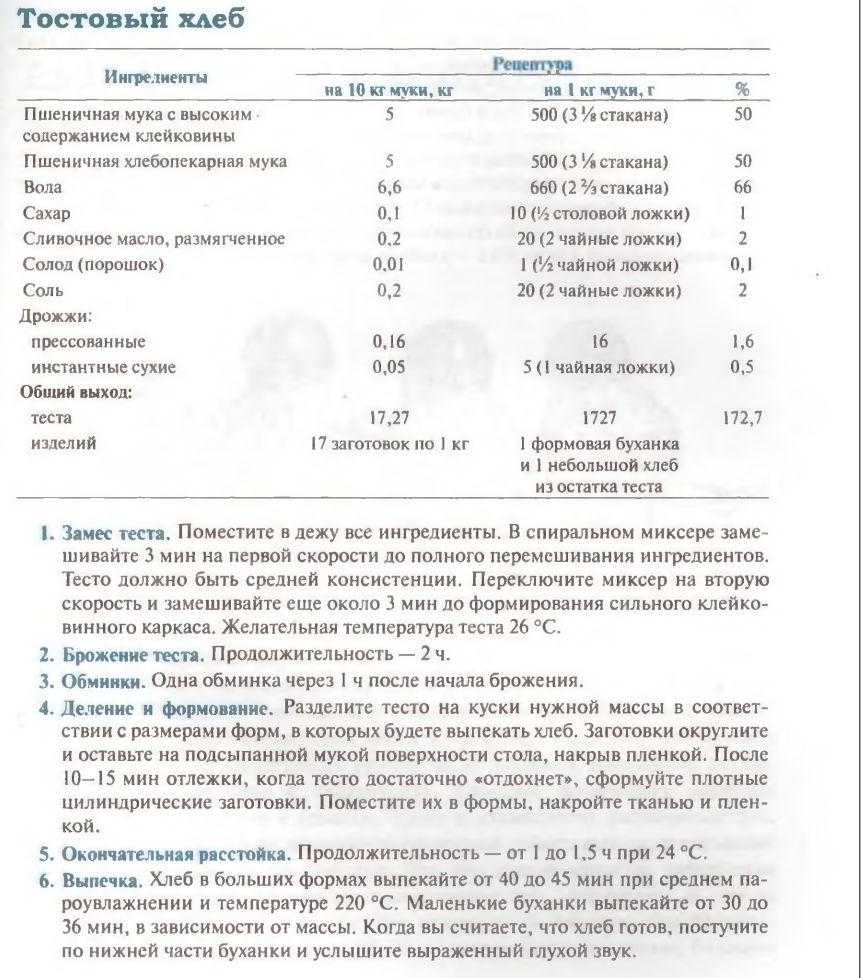 Тостовый хлеб
Ингредиенты
Рецептура
на 10 кг муки, кг на 1 кг муки, г %
Пшеничная мука с высоким содержанием клейковины 5 500 (3 ⅛ стакана) 50
Пшеничная хлебопекарная мука 5 500 (3 ⅛ стакана) 50
Вода 6,6 660 (2 ⅔ стакана) 66
Сахар 0,1 10 (½ столовой ложки) 1
Сливочное масло, размягченное 0,2 20 (2 чайные ложки) 2
Солод (порошок) 0,01 1 (½ чайной ложки) 0,1
Соль 0,2 20 (2 чайные ложки) 2
Дрожжи:
прессованные 0,16 16 1,6
инстантные сухие 0,05 5 (1 чайная ложки) 0,5
Общий выход:
теста 17,27 1727 172,7
изделий 17 заготовок по 1 кг 1 формовая буханка
и 1 небольшой хлеб
из остатка теста
1. Замес теста. Поместите в дежу все ингредиенты. В спиральном миксере заме-
шивайте 3 мин на первой скорости до полного перемешивания ингредиентов.
Тесто должно быть средней консистенции. Переключите миксер на вторую
скорость и замешивайте еще около 3 мин до формирования сильного клейко-
винного каркаса. Желательная температура теста 26 °С.
2. Брожение теста. Продолжительность — 2 ч.
3. Обминки. Одна обминка через 1 ч после начала брожения.
4. Деление и формование. Разделите тесто на куски нужной массы в соответ-
ствии с размерами форм, в которых будете выпекать хлеб. Заготовки округлите
и оставьте на подсыпанной мукой поверхности стола, накрыв пленкой. После
10—15 мин отлежки, когда тесто достаточно «отдохнет», сформуйте плотные
цилиндрические заготовки. Поместите их в формы, накройте тканью и плен-
кой.
5. Окончательная расстойка. Продолжительность — от 1 до 1,5 ч при 24 °С.
6. Выпечка. Хлеб в больших формах выпекайте от 40 до 45 мин при среднем па-
роувлажнении и температуре 220 °С. Маленькие буханки выпекайте от 30 до
36 мин, в зависимости от массы. Когда вы считаете, что хлеб готов, постучите
по нижней части буханки и услышите выраженный глухой звук.